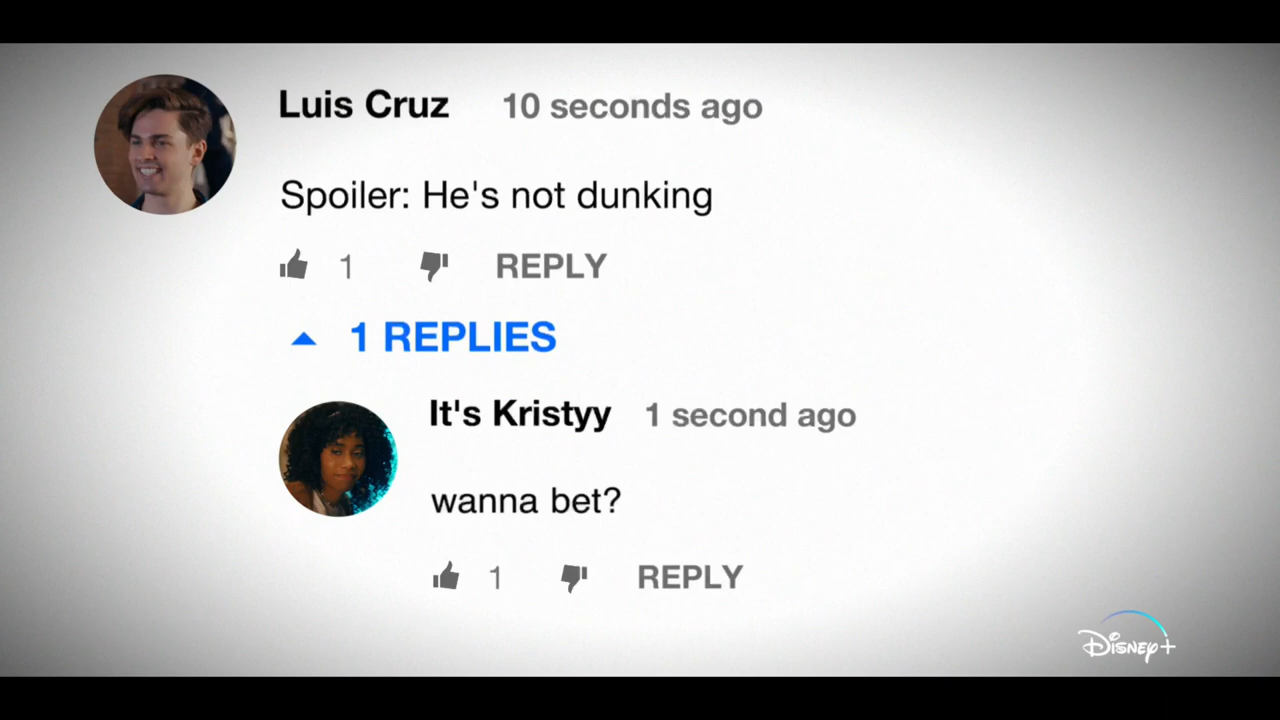 Luis Cruz 10 seconds ago
Spoiler: He's not dunking
1 REPLY
1 REPLIES
It's Kristyy 1 second ago
wanna bet?
1 REPLY
Disney+